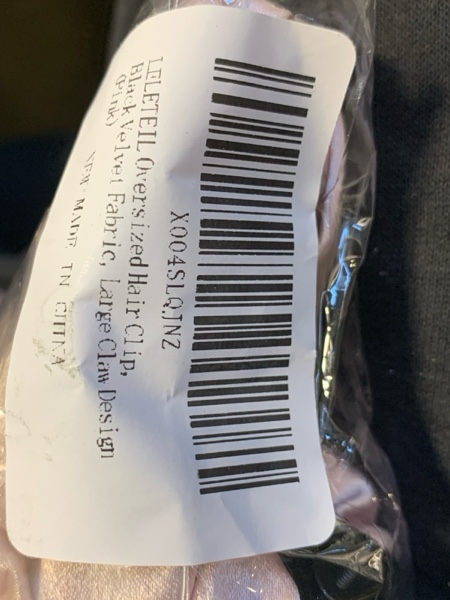 X004SLQJNZ
LELETEIL Oversized Hair Clip,
Black Velvet Fabric, Large Claw Design
(Pink)
NEW MADE IN CHINA